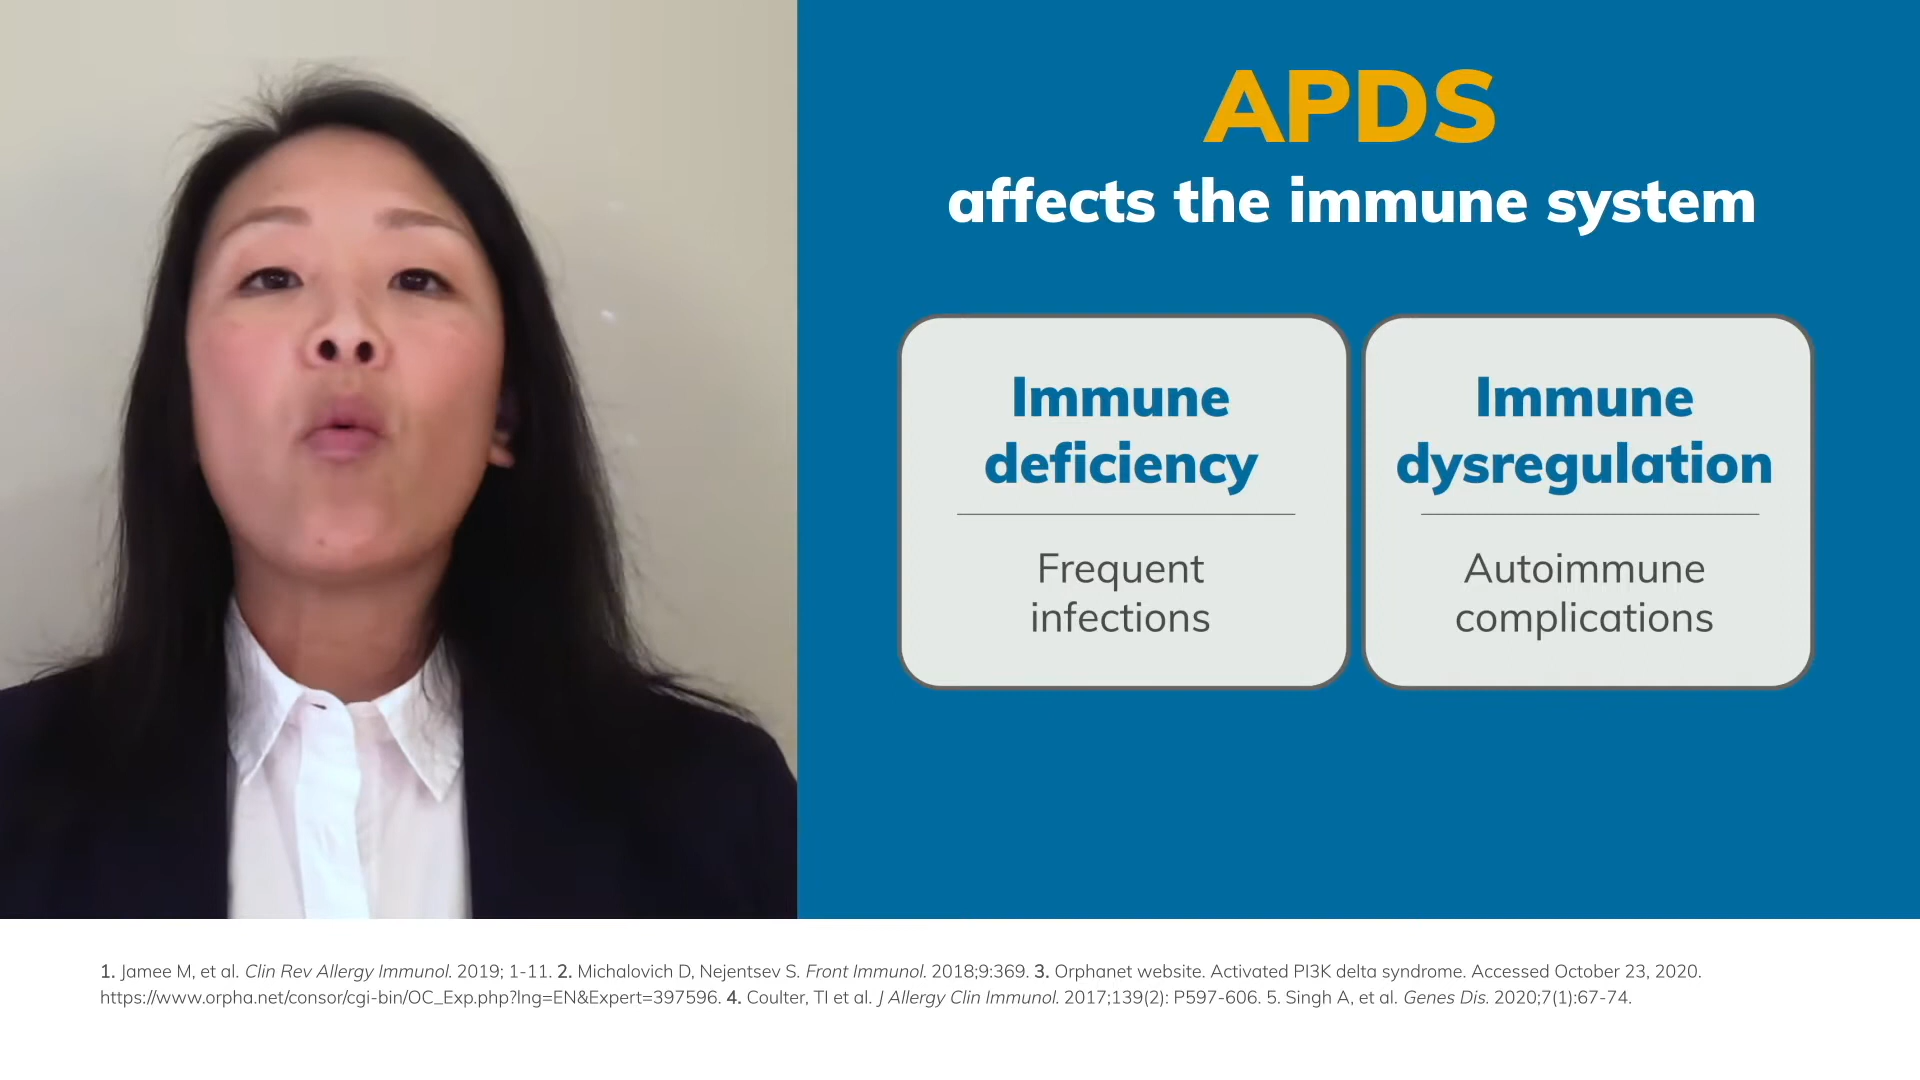 APDS
affects the immune system
Immune
deficiency
Frequent
infections
Immune
dysregulation
Autoimmune
complications
1. Jamee M, et al. Clin Rev Allergy Immunol. 2019; 1-11. 2. Michalovich D, Nejentsev S. Front Immunol. 2018;9:369. 3. Orphanet website. Activated PI3K delta syndrome. Accessed October 23, 2020.
https://www.orpha.net/consor/cgi-bin/OC_Exp.php?lng=EN&Expert=397596. 4. Coulter, TI et al. J Allergy Clin Immunol. 2017;139(2): P597-606. 5. Singh A, et al. Genes Dis. 2020;7(1):67-74.